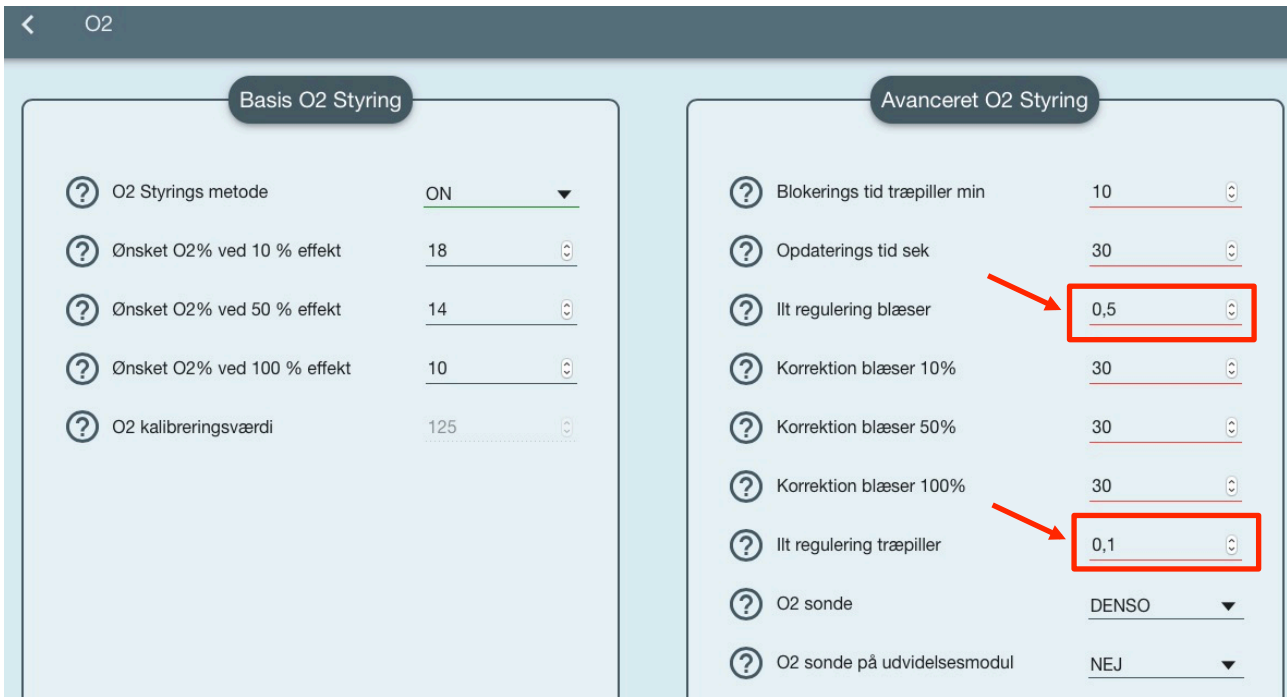 O2
Basis O2 Styring
O2 Styrings metode ON
Ønsket O2% ved 10 % effekt 18
Ønsket O2% ved 50 % effekt 14
Ønsket O2% ved 100 % effekt 10
O2 kalibreringsværdi 125
Avanceret O2 Styring
Blokerings tid træpiller min 10
Opdaterings tid sek 30
Ilt regulering blæser 0,5
Korrektion blæser 10% 30
Korrektion blæser 50% 30
Korrektion blæser 100% 30
Ilt regulering træpiller 0,1
O2 sonde DENSO
O2 sonde på udvidelsesmodul NEJ